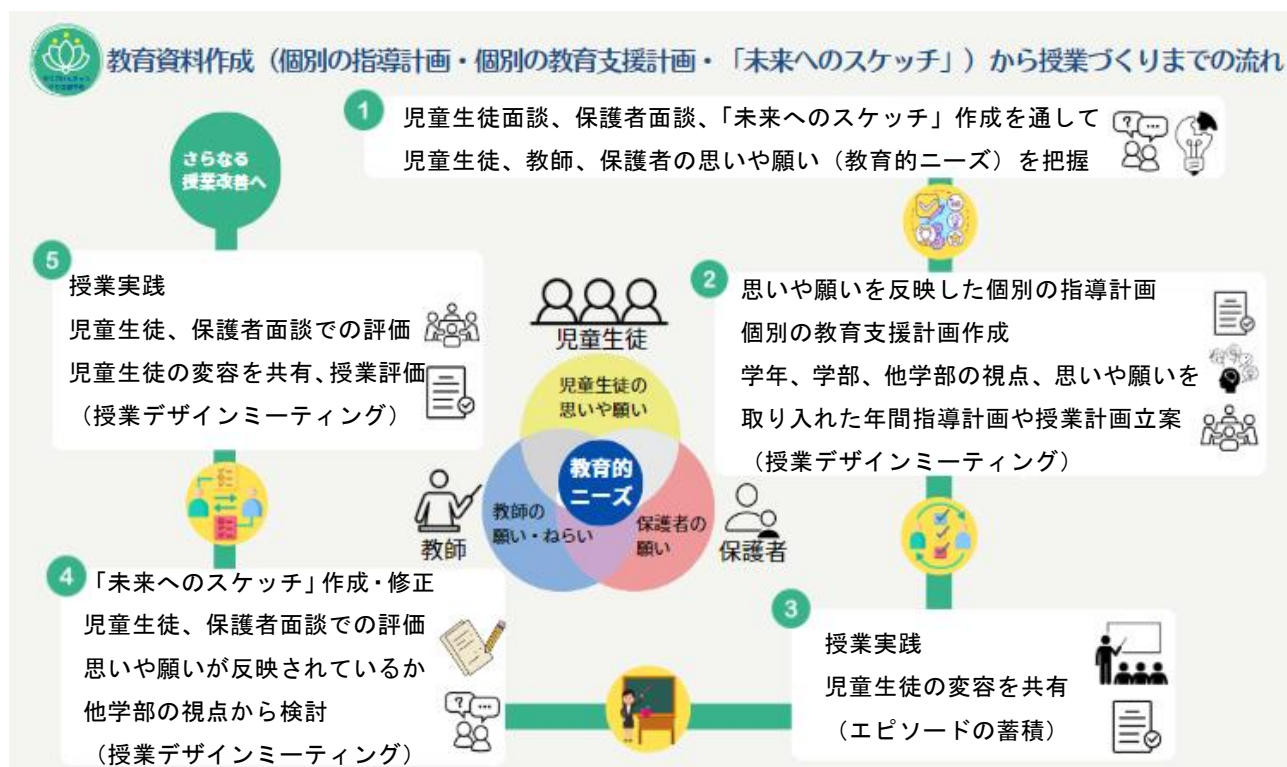 教育資料作成（個別の指導計画・個別の教育支援計画・「未来へのスケッチ」）から授業づくりまでの流れ
1
児童生徒面談、保護者面談、「未来へのスケッチ」作成を通して
児童生徒、教師、保護者の思いや願い（教育的ニーズ）を把握
2
思いや願いを反映した個別の指導計画
個別の教育支援計画作成
学年、学部、他学部の視点、思いや願いを
取り入れた年間指導計画や授業計画立案
（授業デザインミーティング）
3
授業実践
児童生徒の変容を共有
（エピソードの蓄積）
4
「未来へのスケッチ」作成・修正
児童生徒、保護者面談での評価
思いや願いが反映されているか
他学部の視点から検討
（授業デザインミーティング）
5
授業実践
児童生徒、保護者面談での評価
児童生徒の変容を共有、授業評価
（授業デザインミーティング）
さらなる
授業改善へ
児童生徒
児童生徒の
思いや願い
教育的
ニーズ
教師の
願い・ねらい
保護者の
願い
教師
保護者